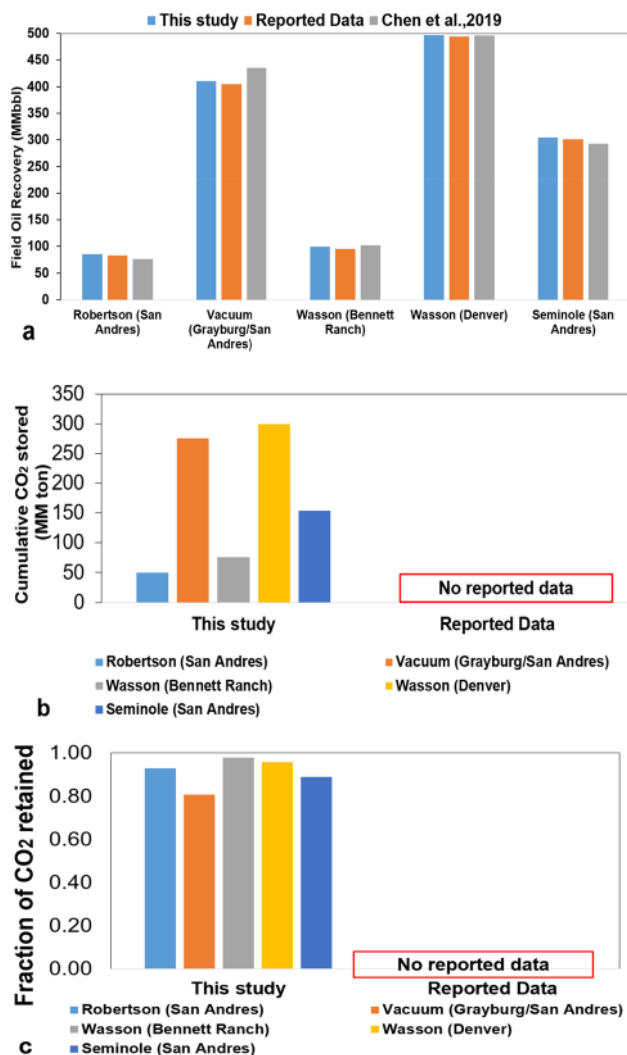 This study Reported Data Chen et al.,2019
500
450
400
350
300
250
200
150
100
50
0
Field Oil Recovery (MMbbl)
Robertson (San Andres)
Vacuum (Grayburg/San Andres)
Wasson (Bennett Ranch)
Wasson (Denver)
Seminole (San Andres)
a
350
300
250
200
150
100
50
0
Cumulative CO₂ stored
(MM ton)
No reported data
This study
Reported Data
Robertson (San Andres)
Vacuum (Grayburg/San Andres)
Wasson (Bennett Ranch)
Wasson (Denver)
Seminole (San Andres)
b
1.00
0.80
0.60
0.40
0.20
0.00
Fraction of CO₂ retained
No reported data
This study
Reported Data
Robertson (San Andres)
Vacuum (Grayburg/San Andres)
Wasson (Bennett Ranch)
Wasson (Denver)
Seminole (San Andres)
c